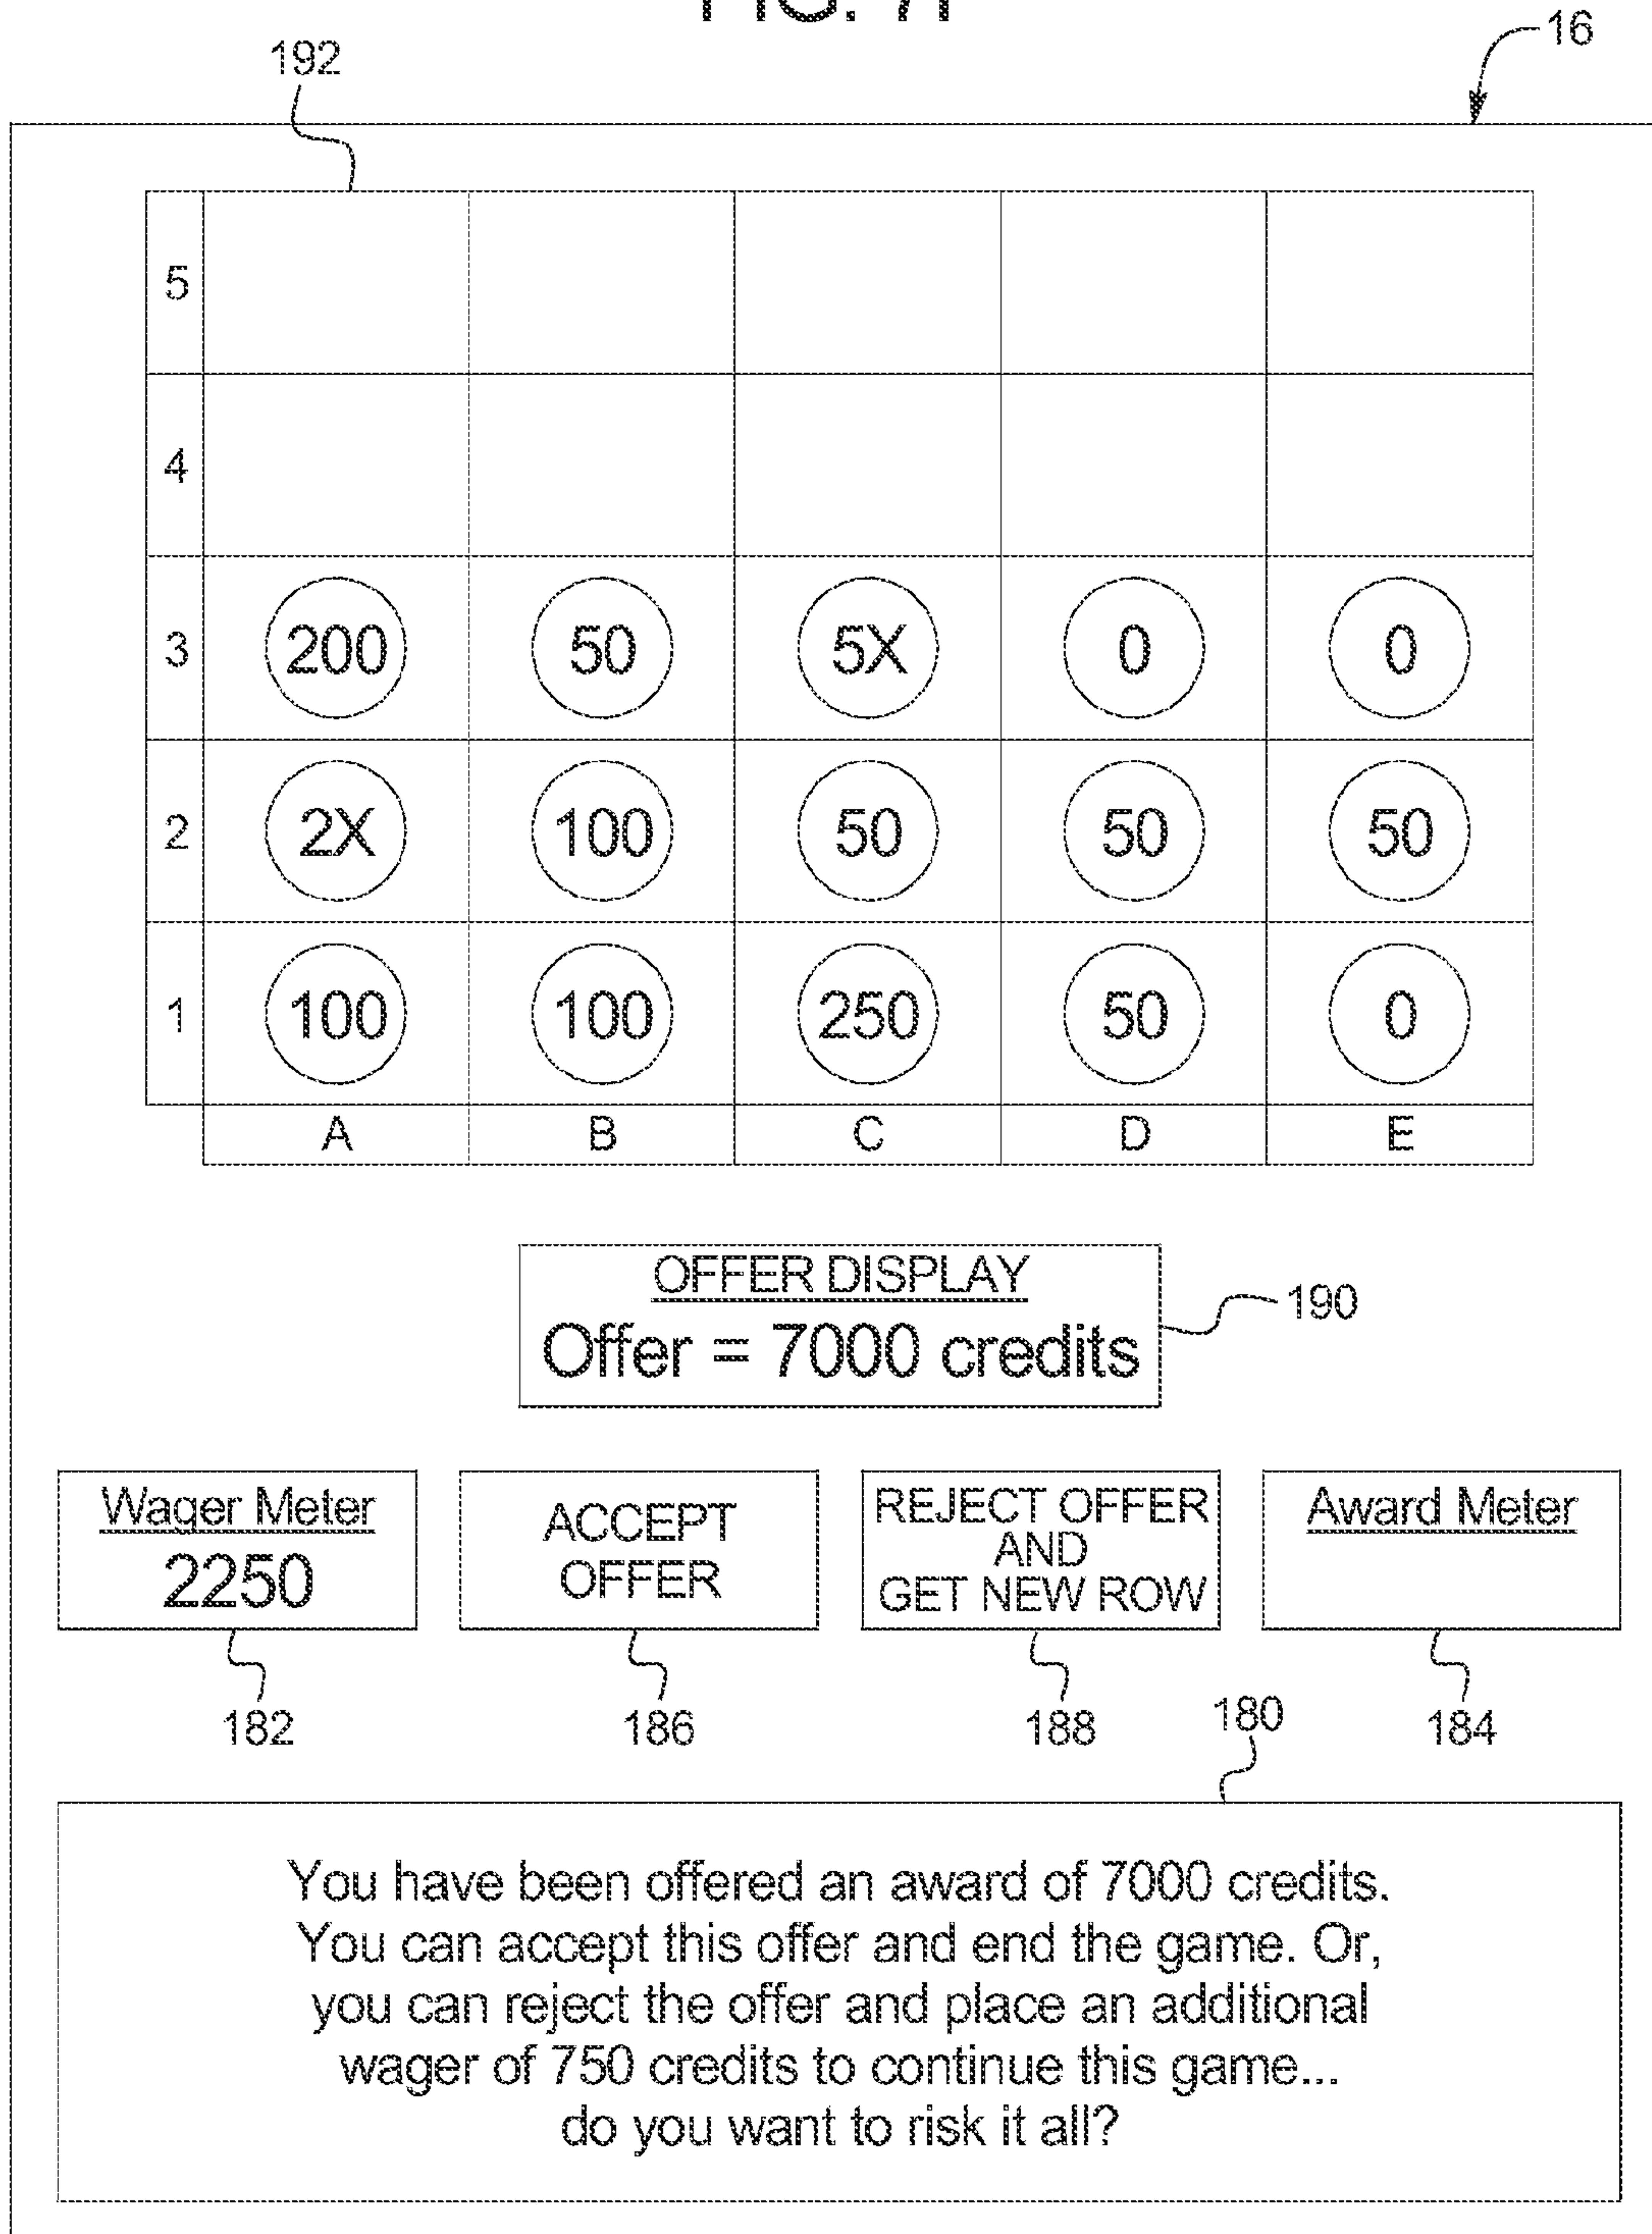 FIG.
16
192
5
4
3 200 50 5X 0 0
2 2X 100 50 50 50
1 100 100 250 50 0
A B C D E
OFFER DISPLAY
Offer = 7000 credits
190
Wager Meter
2250
ACCEPT
OFFER
REJECT OFFER
AND
GET NEW ROW
Award Meter
182
186
188
180
184
You have been offered an award of 7000 credits.
You can accept this offer and end the game. Or,
you can reject the offer and place an additional
wager of 750 credits to continue this game...
do you want to risk it all?